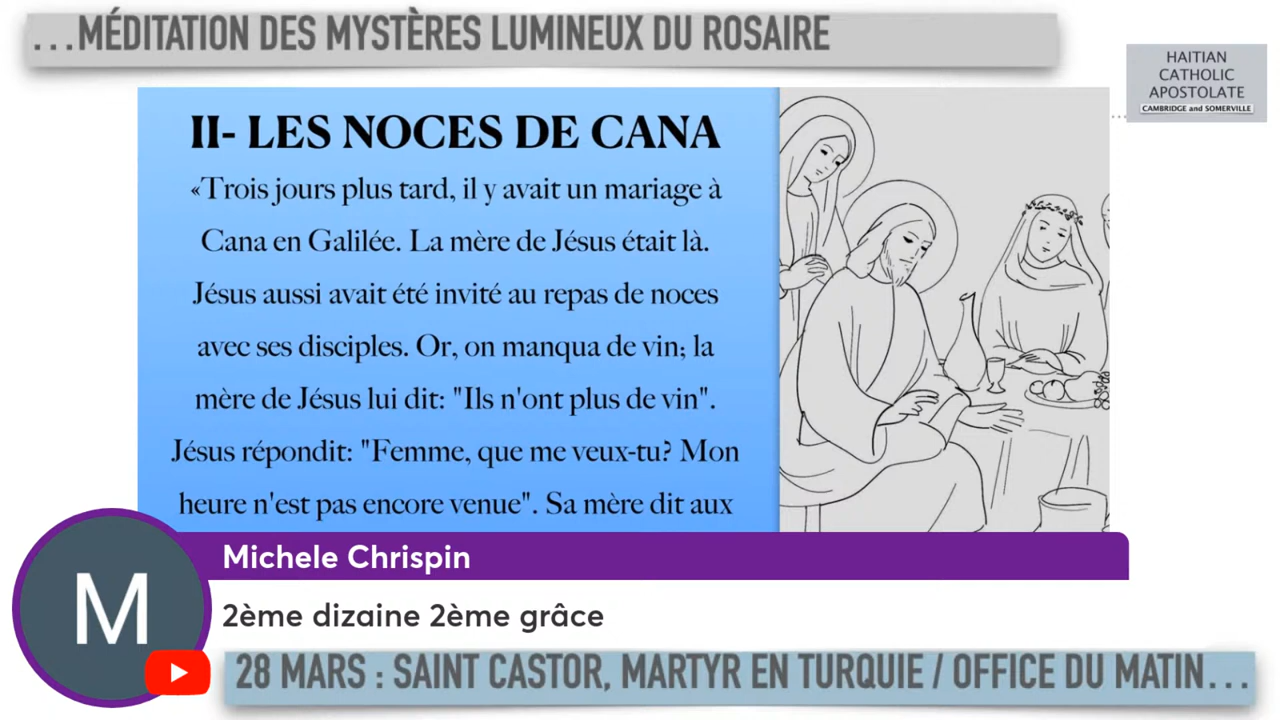 ...MÉDITATION DES MYSTÈRES LUMINEUX DU ROSAIRE
HAITIAN
CATHOLIC
APOSTOLATE
CAMBRIDGE and SOMERVILLE
II- LES NOCES DE CANA
«Trois jours plus tard, il y avait un mariage à
Cana en Galilée. La mère de Jésus était là.
Jésus aussi avait été invité au repas de noces
avec ses disciples. Or, on manqua de vin; la
mère de Jésus lui dit: "Ils n'ont plus de vin".
Jésus répondit: "Femme, que me veux-tu? Mon
heure n'est pas encore venue". Sa mère dit aux
M
Michele Chrispin
2ème dizaine 2ème grâce
28 MARS : SAINT CASTOR, MARTYR EN TURQUIE / OFFICE DU MATIN...